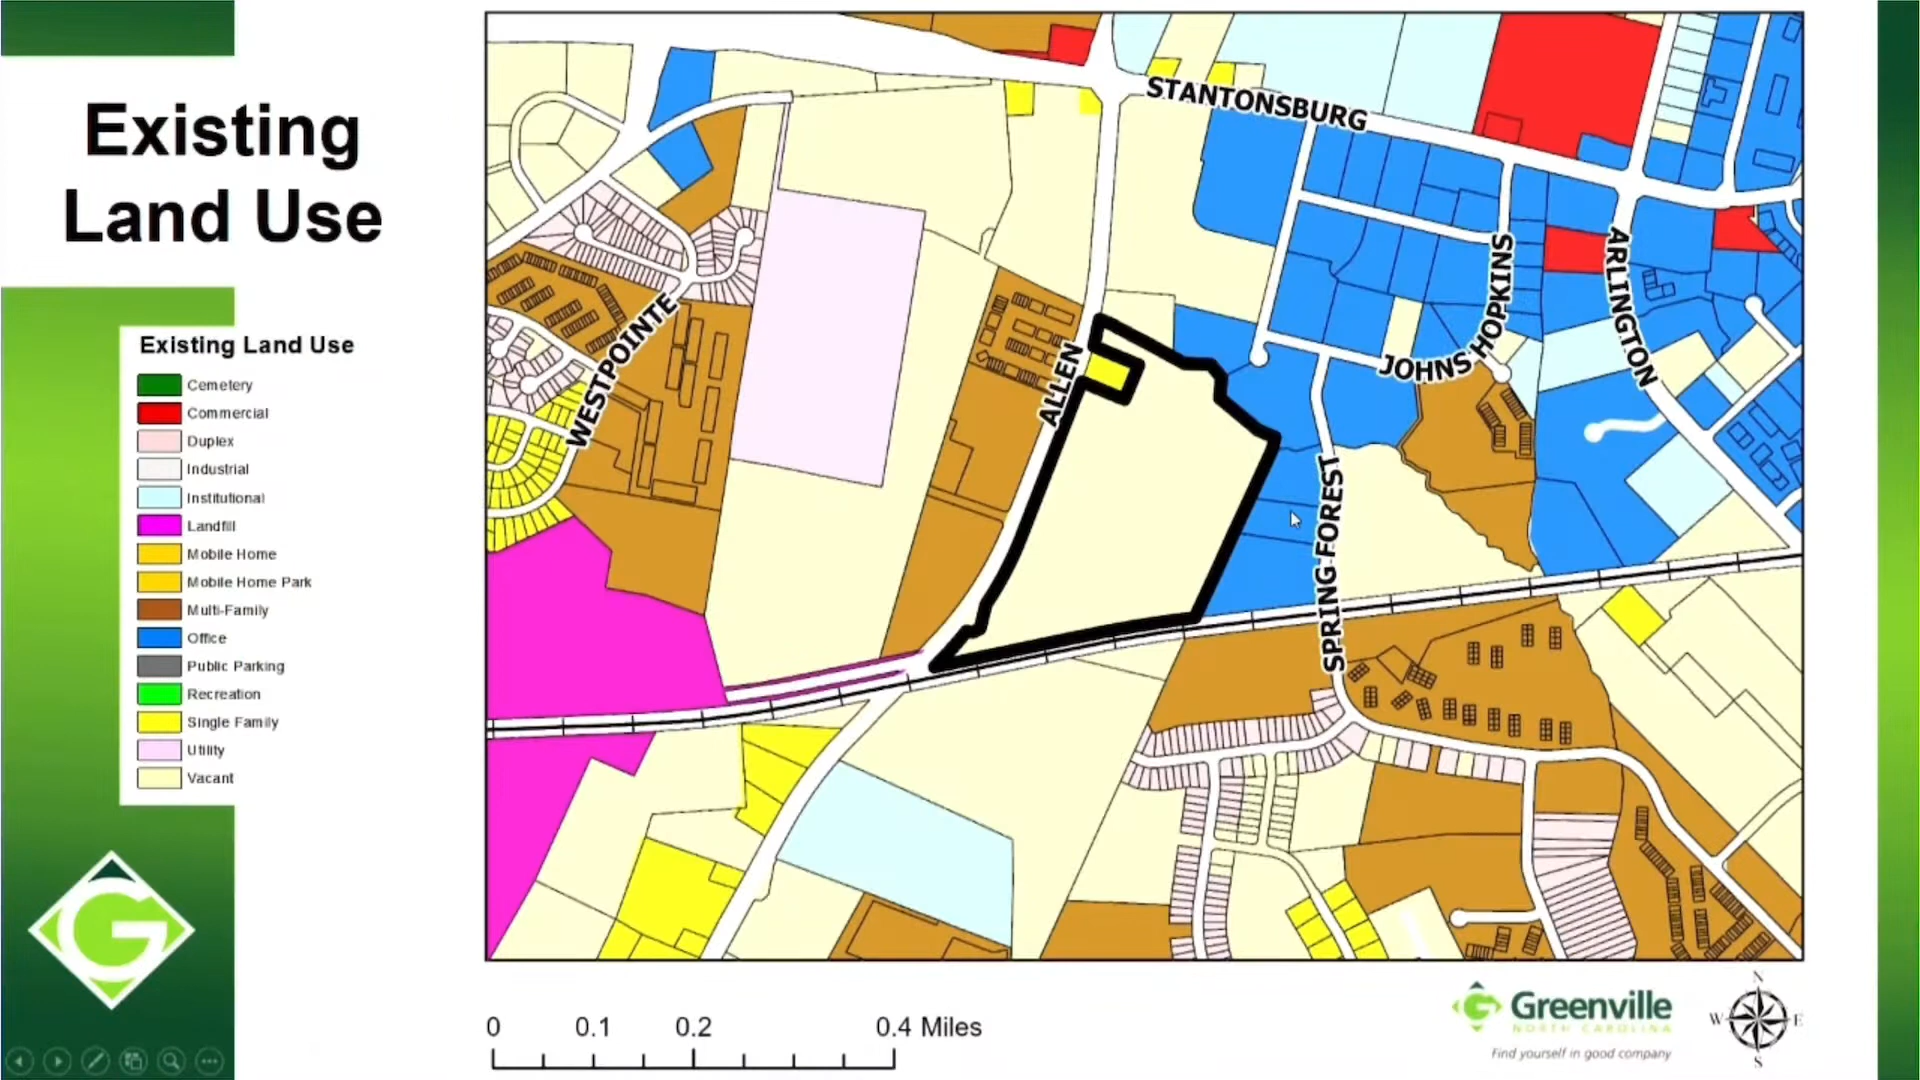 Existing
Land Use
Existing Land Use
Cemetery
Commercial
Duplex
Industrial
Institutional
Landfill
Mobile Home
Mobile Home Park
Multi-Family
Office
Public Parking
Recreation
Single Family
Utility
Vacant
STANTONSBURG
WESTPOINTE
ALLEN
JOHNS HOPKINS
ARLINGTON
SPRING FOREST
0 0.1 0.2 0.4 Miles
Greenville
NORTH CAROLINA
Find yourself in good company
N
W E
S